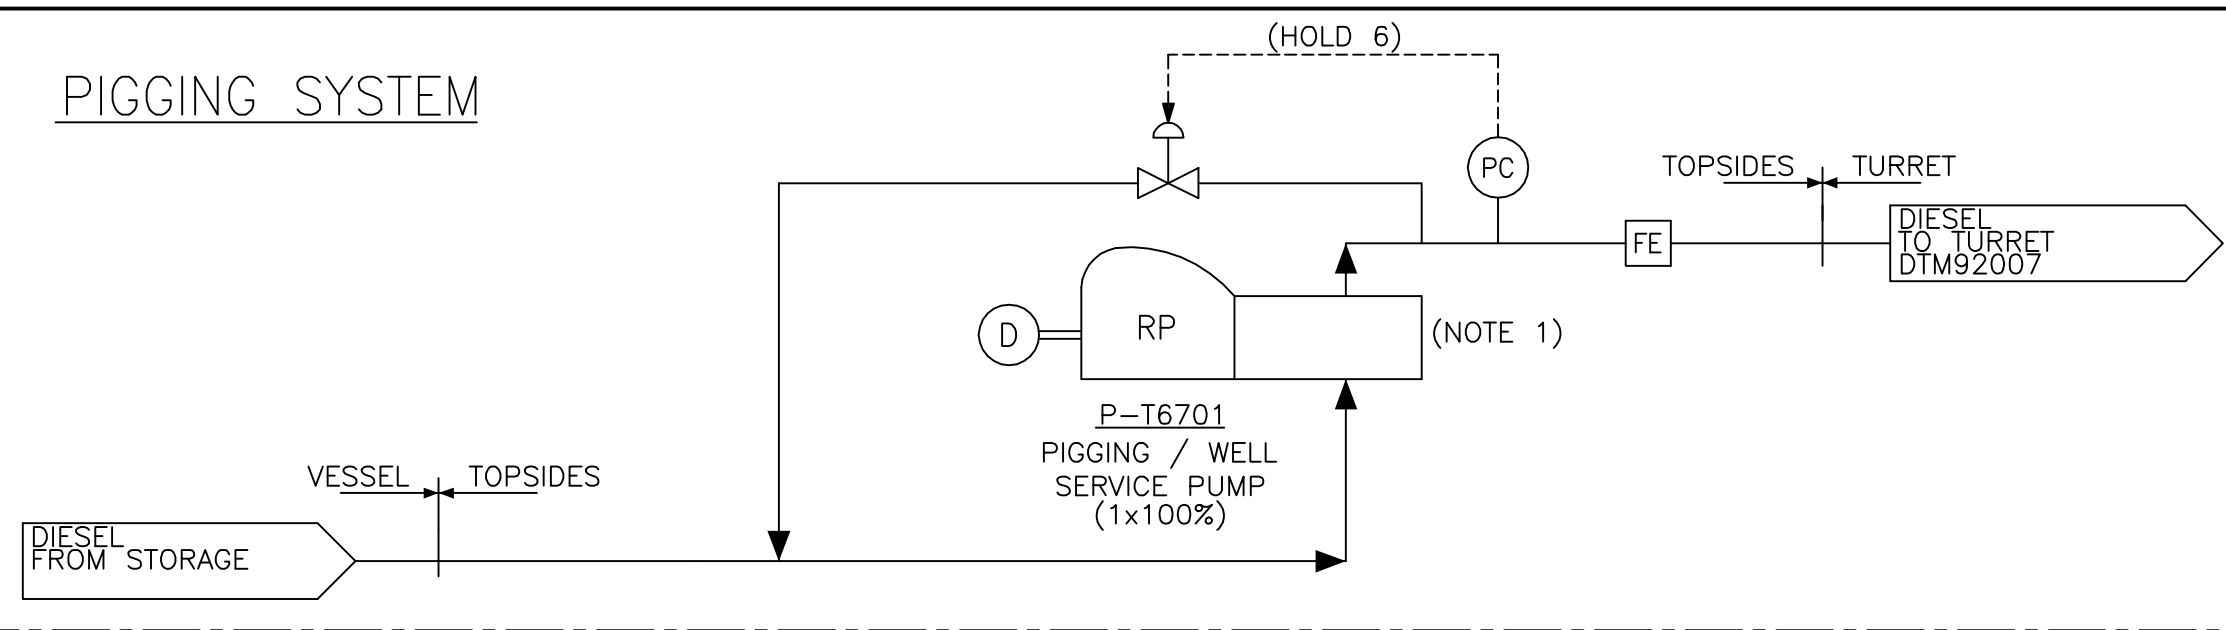 (HOLD 6)
PIGGING SYSTEM
PC
TOPSIDES
TURRET
DIESEL
TO TURRET
DTM92007
FE
D
RP
(NOTE 1)
P-T6701
PIGGING / WELL
SERVICE PUMP
(1x100%)
VESSEL
TOPSIDES
DIESEL
FROM STORAGE